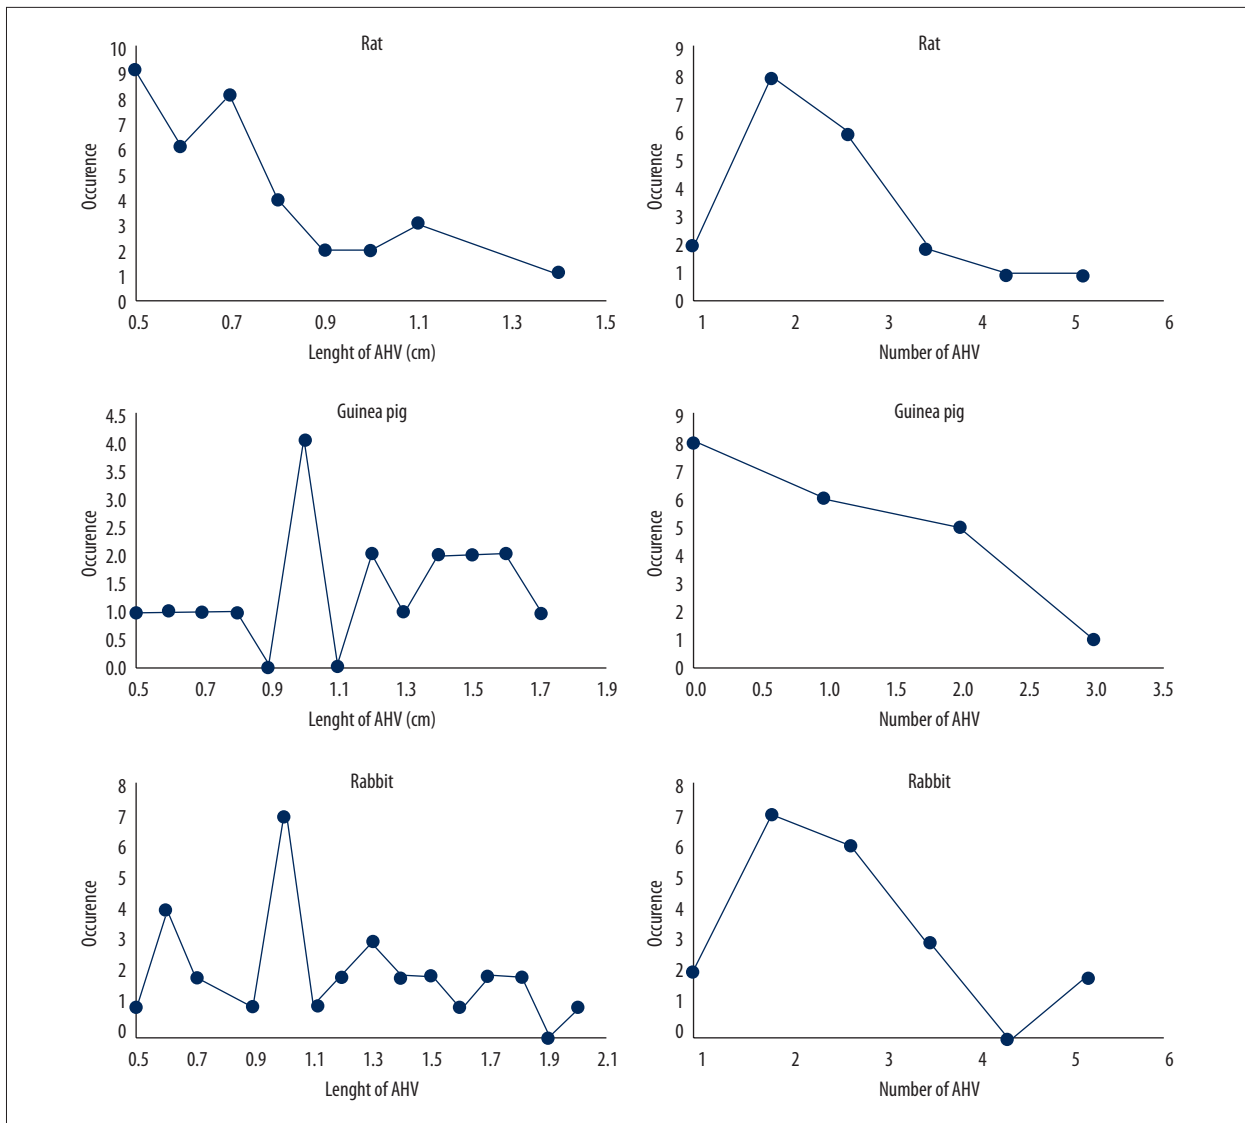 Rat
10
9
8
7
6
5
4
3
2
1
0
Occurence
0.5 0.7 0.9 1.1 1.3 1.5
Lenght of AHV (cm)
Rat
9
8
7
6
5
4
3
2
1
0
Occurence
1 2 3 4 5 6
Number of AHV
Guinea pig
4.5
4.0
3.5
3.0
2.5
2.0
1.5
1.0
0.5
0.0
Occurence
0.5 0.7 0.9 1.1 1.3 1.5 1.7 1.9
Lenght of AHV (cm)
Guinea pig
9
8
7
6
5
4
3
2
1
0
Occurence
0.0 0.5 1.0 1.5 2.0 2.5 3.0 3.5
Number of AHV
Rabbit
8
7
6
5
4
3
2
1
0
Occurence
0.5 0.7 0.9 1.1 1.3 1.5 1.7 1.9 2.1
Lenght of AHV
Rabbit
8
7
6
5
4
3
2
1
0
Occurence
1 2 3 4 5 6
Number of AHV